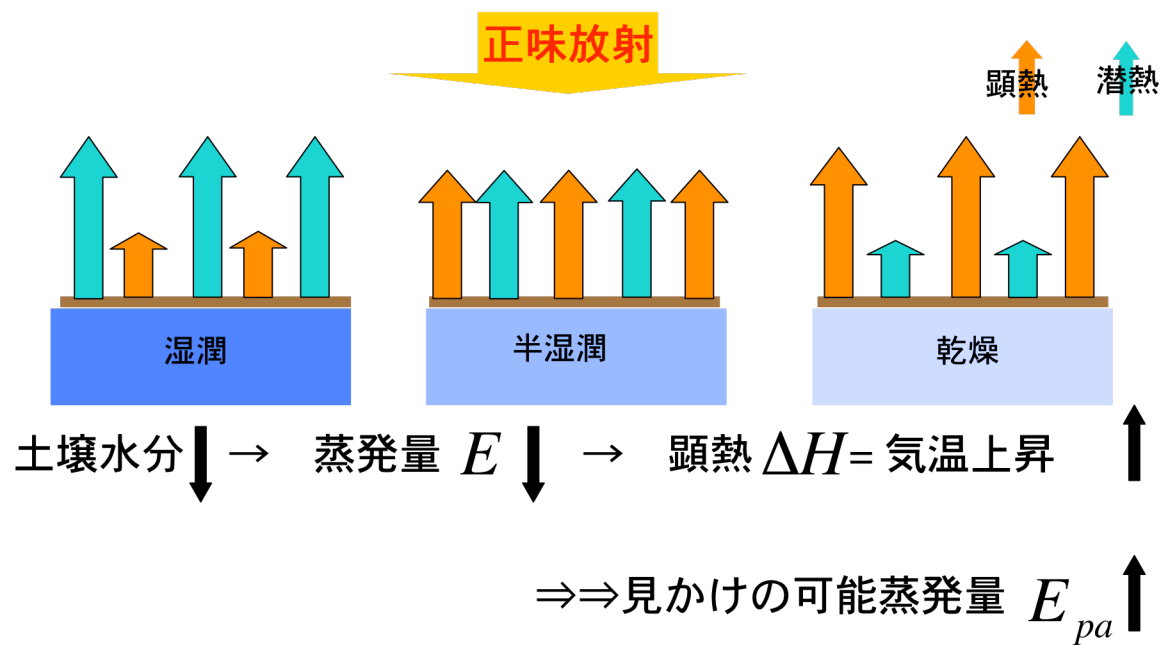 正味放射
顕熱 潜熱
湿潤 半湿潤 乾燥
土壌水分↓ → 蒸発量 E↓ → 顕熱 ΔH = 気温上昇↑
⇒⇒見かけの可能蒸発量 E_pa↑